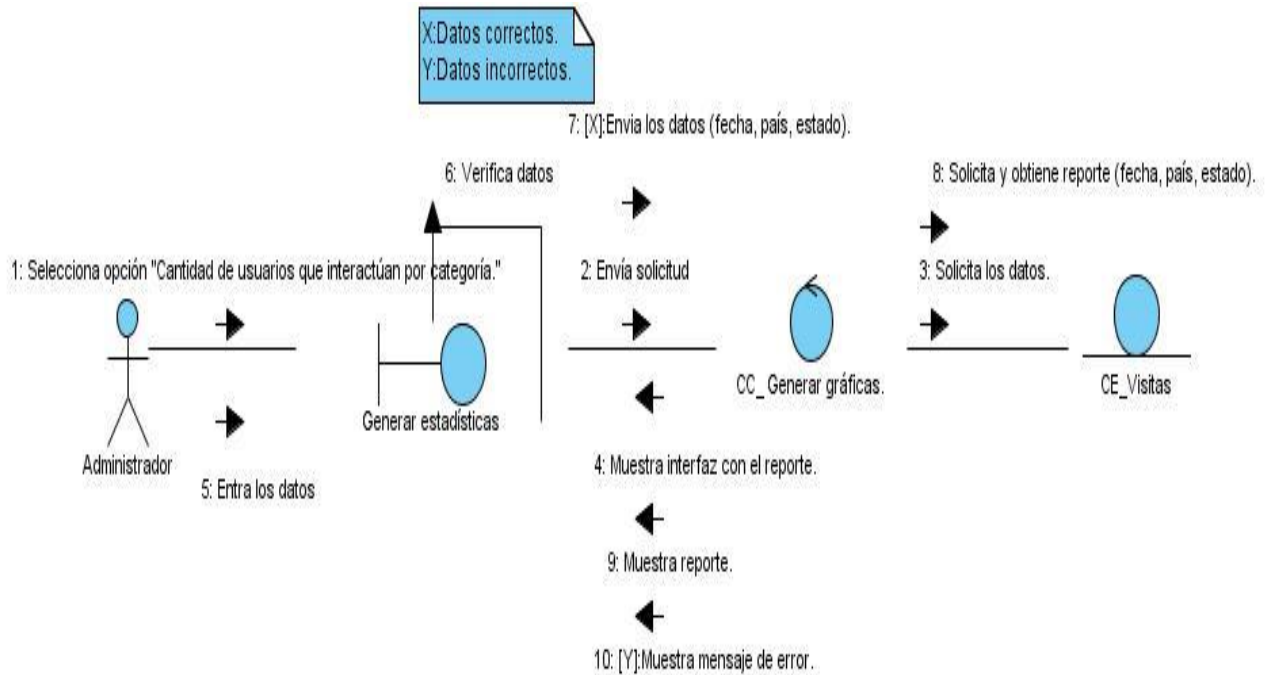 X:Datos correctos.
Y:Datos incorrectos.
7: [X]:Envia los datos (fecha, país, estado).
6: Verifica datos
8: Solicita y obtiene reporte (fecha, país, estado).
1: Selecciona opción "Cantidad de usuarios que interactúan por categoría."
2: Envía solicitud
3: Solicita los datos.
CC_ Generar gráficas.
CE_Visitas
Generar estadísticas
Administrador
4: Muestra interfaz con el reporte.
5: Entra los datos
9: Muestra reporte.
10: [Y]:Muestra mensaje de error.